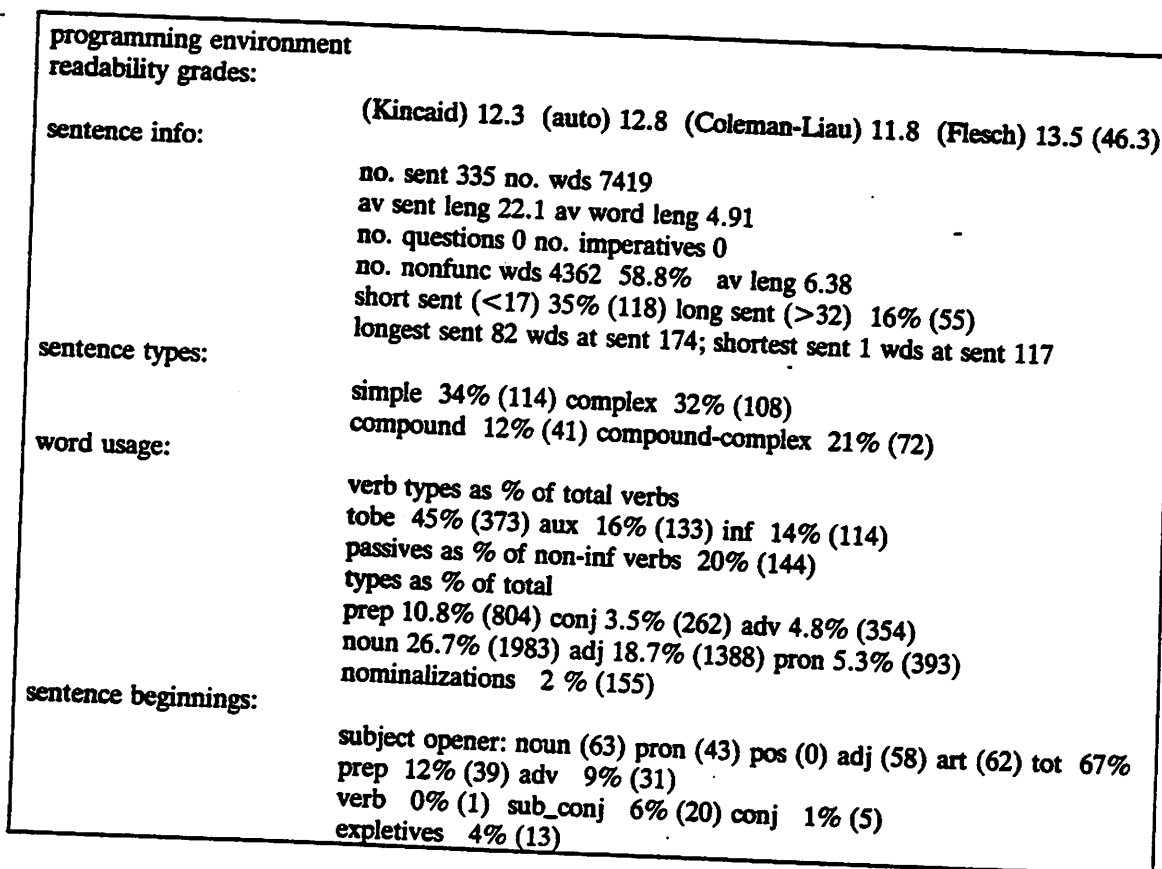 programming environment
readability grades:
(Kincaid) 12.3 (auto) 12.8 (Coleman-Liau) 11.8 (Flesch) 13.5 (46.3)
sentence info:
no. sent 335 no. wds 7419
av sent leng 22.1 av word leng 4.91
no. questions 0 no. imperatives 0
no. nonfunc wds 4362 58.8% av leng 6.38
short sent (<17) 35% (118) long sent (>32) 16% (55)
longest sent 82 wds at sent 174; shortest sent 1 wds at sent 117
sentence types:
simple 34% (114) complex 32% (108)
compound 12% (41) compound-complex 21% (72)
word usage:
verb types as % of total verbs
tobe 45% (373) aux 16% (133) inf 14% (114)
passives as % of non-inf verbs 20% (144)
types as % of total
prep 10.8% (804) conj 3.5% (262) adv 4.8% (354)
noun 26.7% (1983) adj 18.7% (1388) pron 5.3% (393)
nominalizations 2 % (155)
sentence beginnings:
subject opener: noun (63) pron (43) pos (0) adj (58) art (62) tot 67%
prep 12% (39) adv 9% (31)
verb 0% (1) sub_conj 6% (20) conj 1% (5)
expletives 4% (13)